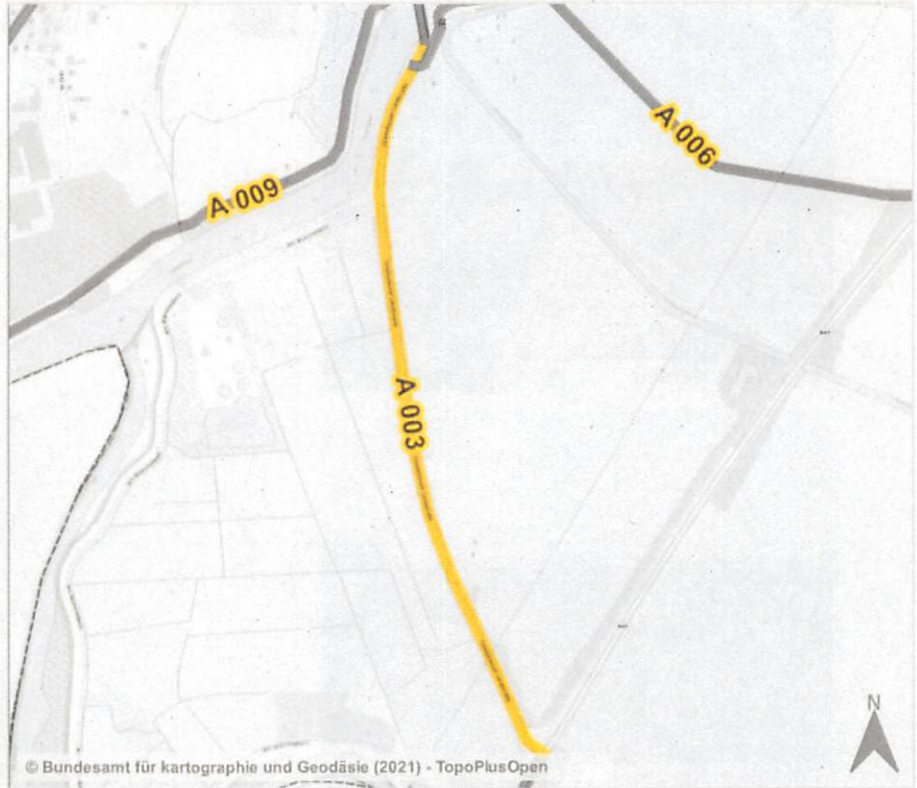 A 006
A 009
A 003
N
© Bundesamt für kartographie und Geodäsie (2021) - TopoPlusOpen